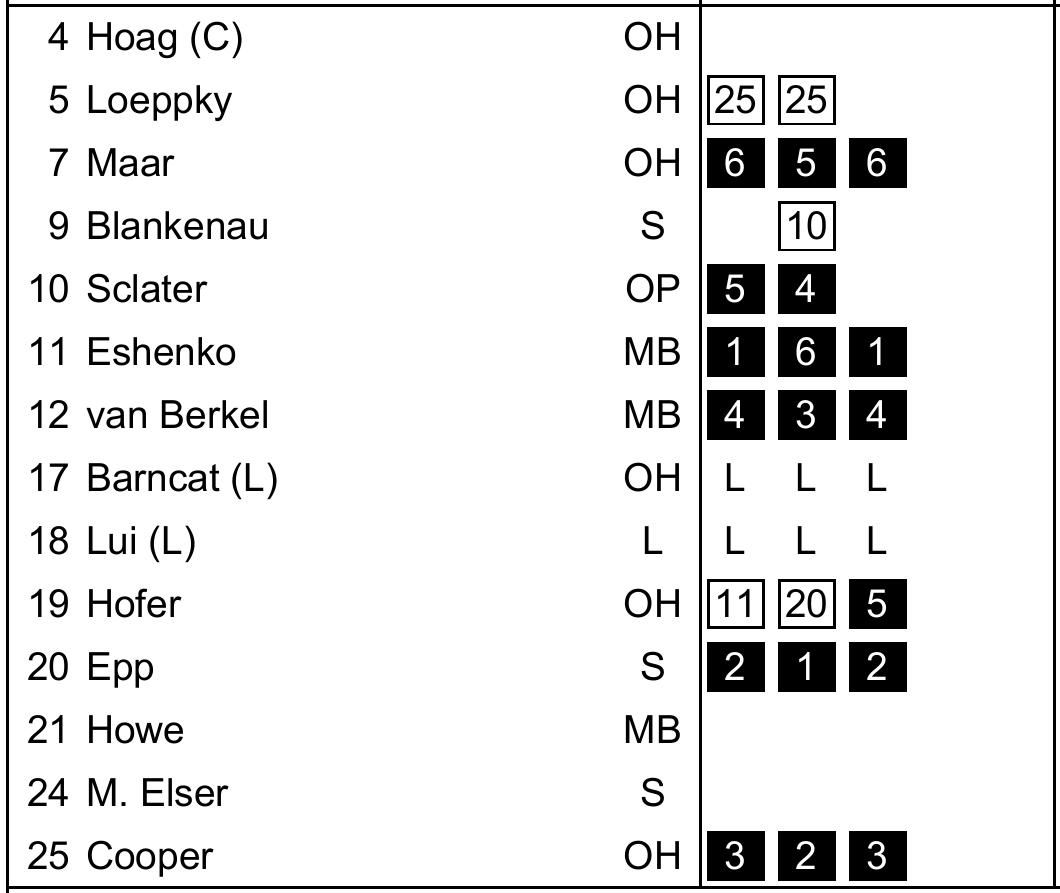 4 Hoag (C) OH
5 Loeppky OH 25 25
7 Maar OH 6 5 6
9 Blankenau S 10
10 Sclater OP 5 4
11 Eshenko MB 1 6 1
12 van Berkel MB 4 3 4
17 Barncat (L) OH L L L
18 Lui (L) L L L L
19 Hofer OH 11 20 5
20 Epp S 2 1 2
21 Howe MB
24 M. Elser S
25 Cooper OH 3 2 3